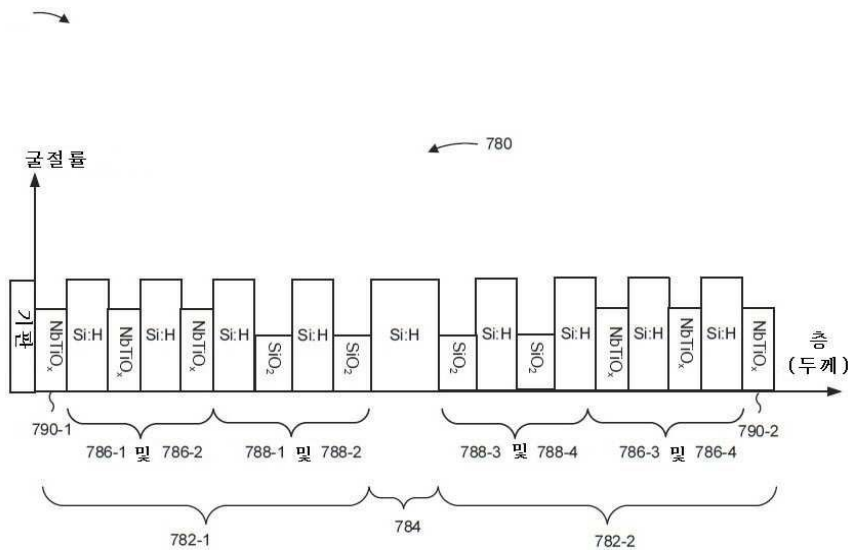 780
굴절률
기판
NbTiOₓ
Si:H
NbTiOₓ
Si:H
NbTiOₓ
Si:H
SiO₂
Si:H
SiO₂
Si:H
SiO₂
Si:H
SiO₂
Si:H
NbTiOₓ
Si:H
NbTiOₓ
Si:H
NbTiOₓ
층
(두께)
790-1
786-1 및 786-2
788-1 및 788-2
788-3 및 788-4
786-3 및 786-4
790-2
782-1
784
782-2